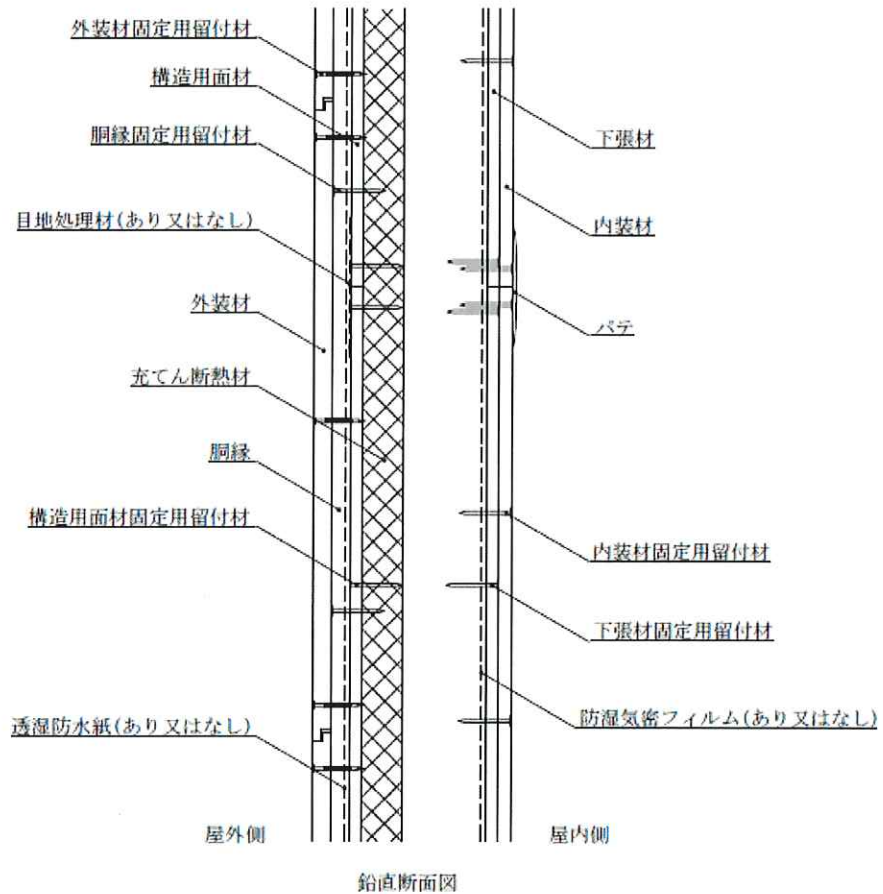 外装材固定用留付材
構造用面材
胴縁固定用留付材
目地処理材(あり又はなし)
外装材
充てん断熱材
胴縁
構造用面材固定用留付材
透湿防水紙(あり又はなし)
屋外側
下張材
内装材
パテ
内装材固定用留付材
下張材固定用留付材
防湿気密フィルム(あり又はなし)
屋内側
鉛直断面図